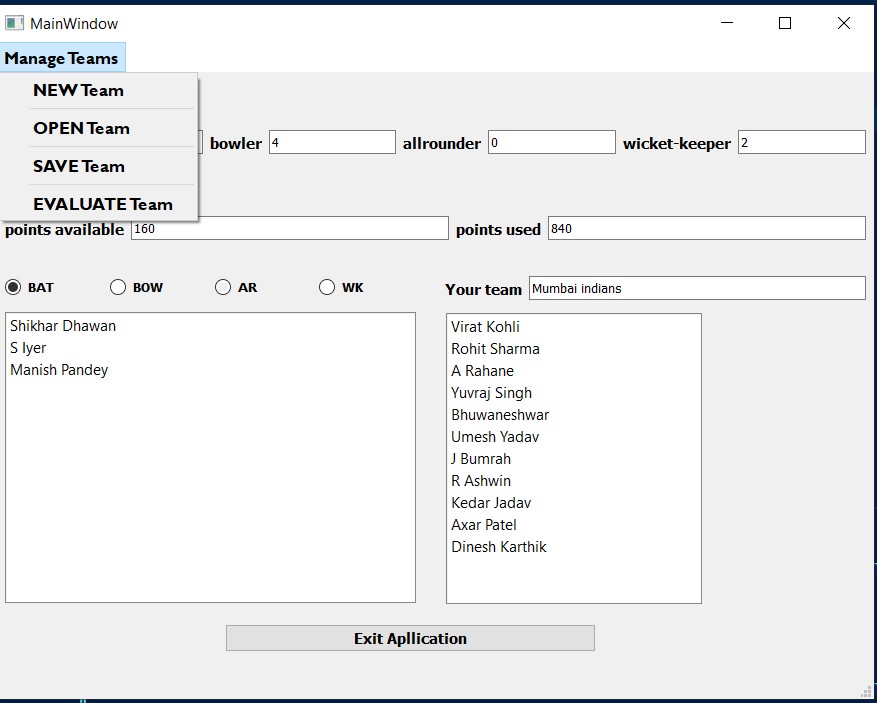 MainWindow
Manage Teams
NEW Team
OPEN Team
SAVE Team
EVALUATE Team
bowler 4 allrounder 0 wicket-keeper 2
points available 160 points used 840
BAT BOW AR WK
Your team Mumbai indians
Shikhar Dhawan
S Iyer
Manish Pandey
Virat Kohli
Rohit Sharma
A Rahane
Yuvraj Singh
Bhuwaneshwar
Umesh Yadav
J Bumrah
R Ashwin
Kedar Jadav
Axar Patel
Dinesh Karthik
Exit Apllication